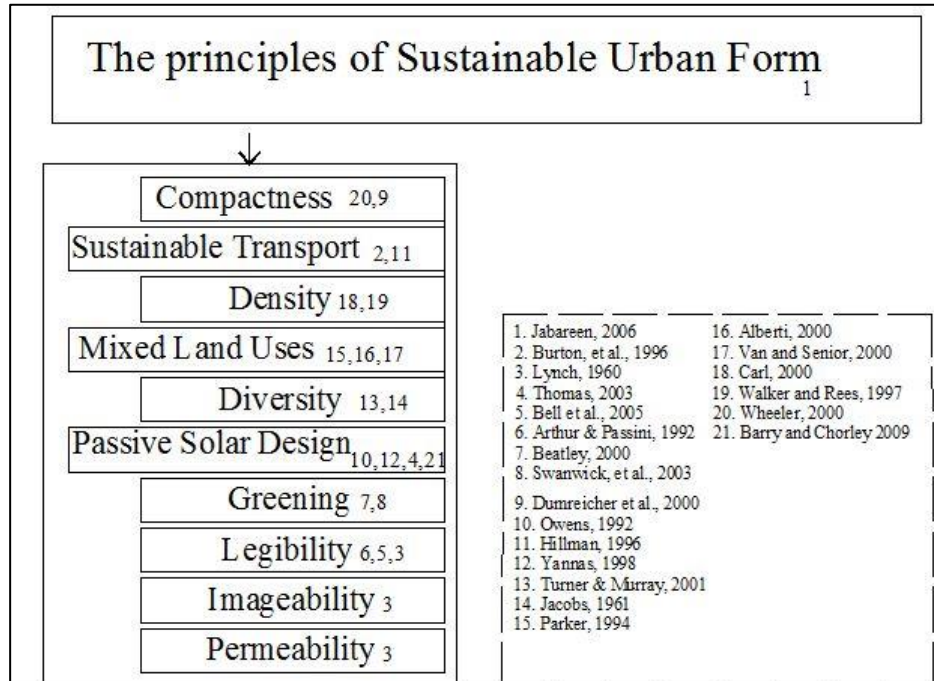 The principles of Sustainable Urban Form
1
Compactness 20,9
Sustainable Transport 2,11
Density 18,19
Mixed Land Uses 15,16,17
Diversity 13,14
Passive Solar Design 10,12,4,21
Greening 7,8
Legibility 6,5,3
Imageability 3
Permeability 3
1. Jabareen, 2006
2. Burton, et al., 1996
3. Lynch, 1960
4. Thomas, 2003
5. Bell et al., 2005
6. Arthur & Passini, 1992
7. Beatley, 2000
8. Swanwick, et al., 2003
9. Dumreicher et al., 2000
10. Owens, 1992
11. Hillman, 1996
12. Yannas, 1998
13. Turner & Murray, 2001
14. Jacobs, 1961
15. Parker, 1994
16. Alberti, 2000
17. Van and Senior, 2000
18. Carl, 2000
19. Walker and Rees, 1997
20. Wheeler, 2000
21. Barry and Chorley 2009